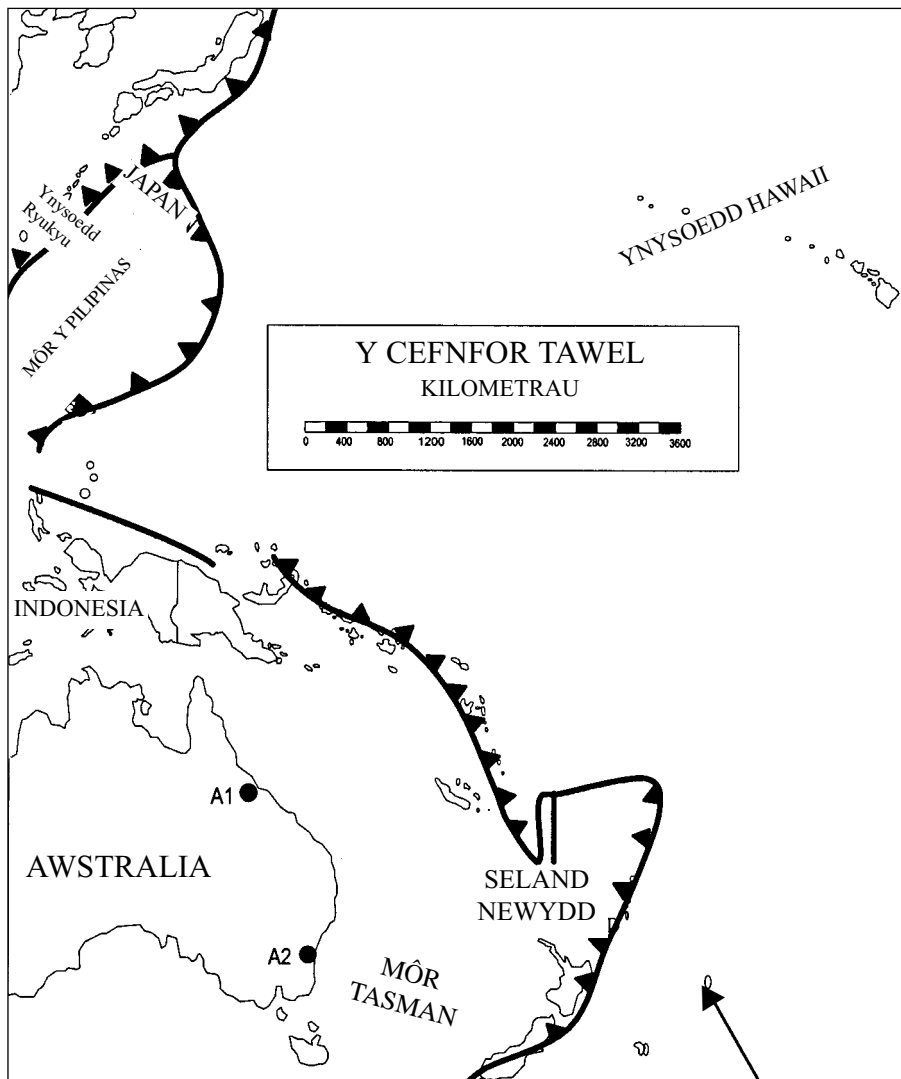 JAPAN
Ynysoedd
Ryukyu
MÔR Y PILIPINAS
YNYSOEDD HAWAII
Y CEFNFOR TAWEL
KILOMETRAU
0 400 800 1200 1600 2000 2400 2800 3200 3600
INDONESIA
A1
AWSTRALIA
SELAND
NEWYDD
A2
MÔR
TASMAN